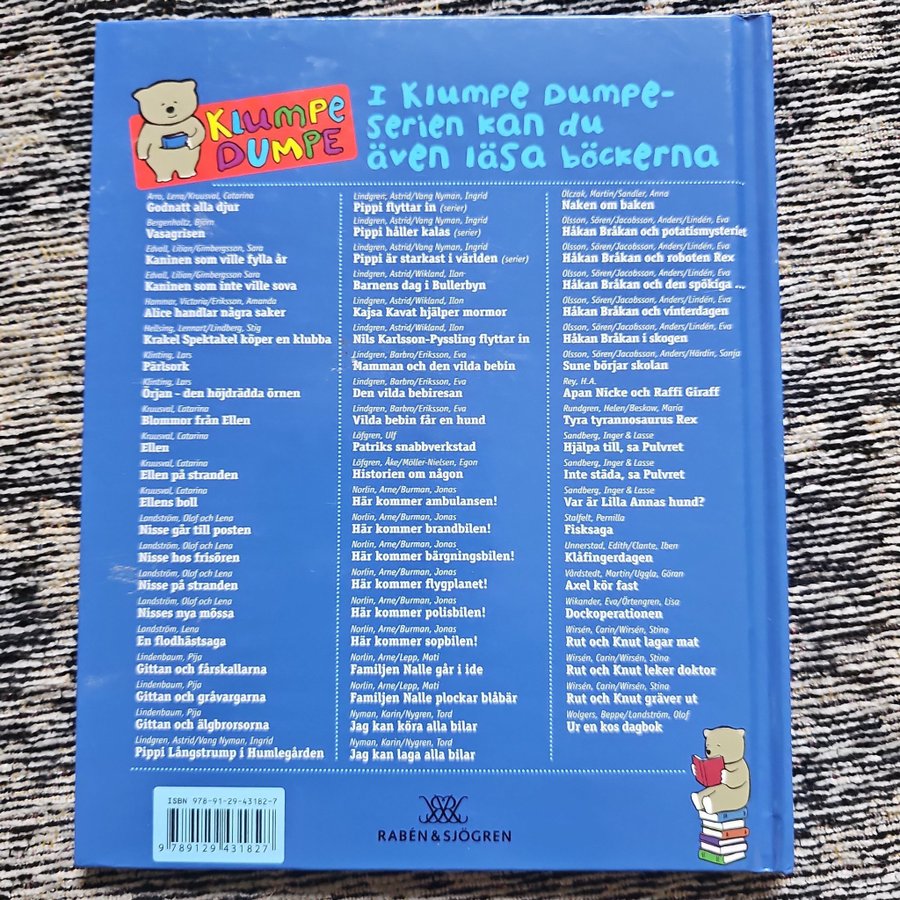 KLUMPE
DUMPE
I KLUMPE DUMPE-
SERIEN KAN DU
ÄVEN LÄSA BÖCKERNA
Arro, Lena/Kruusval, Catarina
Godnatt alla djur
Bergenholtz, Björn
Vasagrisen
Edvall, Lilian/Gimbergsson, Sara
Kaninen som ville fylla år
Edvall, Lilian/Gimbergsson Sara
Kaninen som inte ville sova
Hammar, Victoria/Eriksson, Amanda
Alice handlar några saker
Hellsing, Lennart/Lindberg, Stig
Krakel Spektakel köper en klubba
Klinting, Lars
Pärlsork
Klinting, Lars
Örjan – den höjdrädda örnen
Kruusval, Catarina
Blommor från Ellen
Kruusval, Catarina
Ellen
Kruusval, Catarina
Ellen på stranden
Kruusval, Catarina
Ellens boll
Landström, Olof och Lena
Nisse går till posten
Landström, Olof och Lena
Nisse hos frisören
Landström, Olof och Lena
Nisse på stranden
Landström, Olof och Lena
Nisses nya mössa
Landström, Lena
En flodhästsaga
Lindenbaum, Pija
Gittan och fårskallarna
Lindenbaum, Pija
Gittan och gråvargarna
Lindenbaum, Pija
Gittan och älgbrorsorna
Lindgren, Astrid/Vang Nyman, Ingrid
Pippi Långstrump i Humlegården
Lindgren, Astrid/Vang Nyman, Ingrid
Pippi flyttar in (serier)
Lindgren, Astrid/Vang Nyman, Ingrid
Pippi håller kalas (serier)
Lindgren, Astrid/Vang Nyman, Ingrid
Pippi är starkast i världen (serier)
Lindgren, Astrid/Wikland, Ilon
Barnens dag i Bullerbyn
Lindgren, Astrid/Wikland, Ilon
Kajsa Kavat hjälper mormor
Lindgren, Astrid/Wikland, Ilon
Nils Karlsson-Pyssling flyttar in
Lindgren, Barbro/Eriksson, Eva
Mamman och den vilda bebin
Lindgren, Barbro/Eriksson, Eva
Den vilda bebiresan
Lindgren, Barbro/Eriksson, Eva
Vilda bebin får en hund
Löfgren, Ulf
Patriks snabbverkstad
Löfgren, Åke/Möller-Nielsen, Egon
Historien om någon
Norlin, Arne/Burman, Jonas
Här kommer ambulansen!
Norlin, Arne/Burman, Jonas
Här kommer brandbilen!
Norlin, Arne/Burman, Jonas
Här kommer bärgningsbilen!
Norlin, Arne/Burman, Jonas
Här kommer flygplanet!
Norlin, Arne/Burman, Jonas
Här kommer polisbilen!
Norlin, Arne/Burman, Jonas
Här kommer sopbilen!
Norlin, Arne/Lepp, Mati
Familjen Nalle går i ide
Norlin, Arne/Lepp, Mati
Familjen Nalle plockar blåbär
Nyman, Karin/Nygren, Tord
Jag kan köra alla bilar
Nyman, Karin/Nygren, Tord
Jag kan laga alla bilar
Olczak, Martin/Sandler, Anna
Naken om baken
Olsson, Sören/Jacobsson, Anders/Lindén, Eva
Håkan Bråkan och potatismysteriet
Olsson, Sören/Jacobsson, Anders/Lindén, Eva
Håkan Bråkan och roboten Rex
Olsson, Sören/Jacobsson, Anders/Lindén, Eva
Håkan Bråkan och den spökiga ...
Olsson, Sören/Jacobsson, Anders/Lindén, Eva
Håkan Bråkan och vinterdagen
Olsson, Sören/Jacobsson, Anders/Lindén, Eva
Håkan Bråkan i skogen
Olsson, Sören/Jacobsson, Anders/Härdin, Sonja
Sune börjar skolan
Rey, H.A.
Apan Nicke och Raffi Giraff
Rundgren, Helen/Beskow, Maria
Tyra tyrannosaurus Rex
Sandberg, Inger & Lasse
Hjälpa till, sa Pulvret
Sandberg, Inger & Lasse
Inte städa, sa Pulvret
Sandberg, Inger & Lasse
Var är Lilla Annas hund?
Stalfelt, Pernilla
Fisksaga
Unnerstad, Edith/Clante, Iben
Klåfingerdagen
Vårdstedt, Martin/Uggla, Göran
Axel kör fast
Wikander, Eva/Örtengren, Lisa
Dockoperationen
Wirsén, Carin/Wirsén, Stina
Rut och Knut lagar mat
Wirsén, Carin/Wirsén, Stina
Rut och Knut leker doktor
Wirsén, Carin/Wirsén, Stina
Rut och Knut gräver ut
Wolgers, Beppe/Landström, Olof
Ur en kos dagbok
ISBN 978-91-29-43182-7
9 789129 431827
RABÉN & SJÖGREN